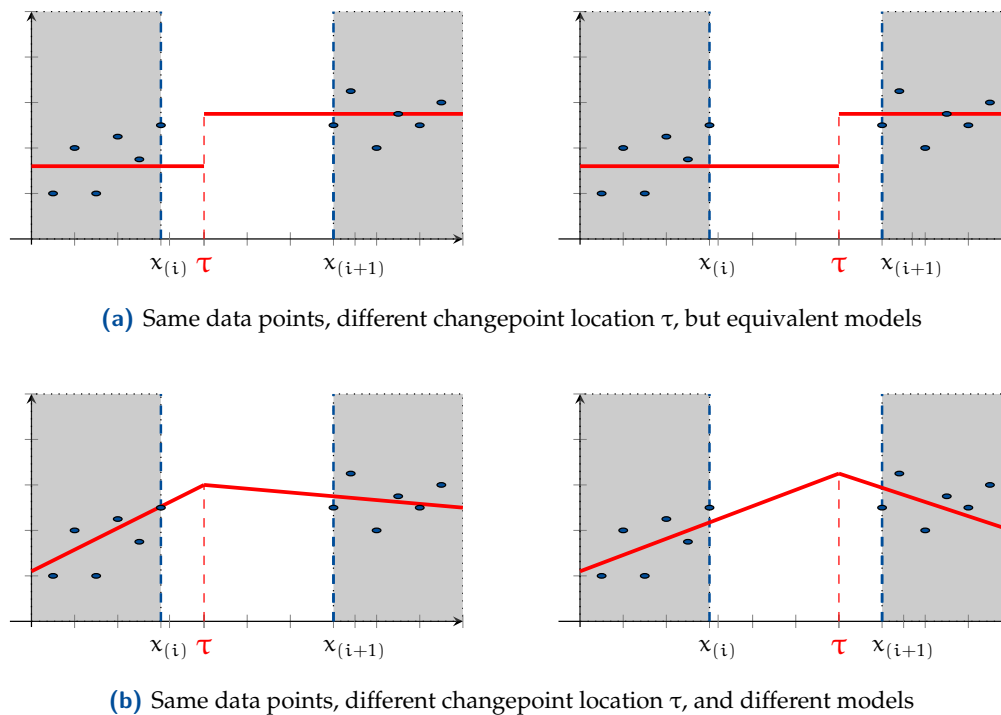 x(i) τ x(i+1) x(i) τ x(i+1)
(a) Same data points, different changepoint location τ, but equivalent models
x(i) τ x(i+1) x(i) τ x(i+1)
(b) Same data points, different changepoint location τ, and different models